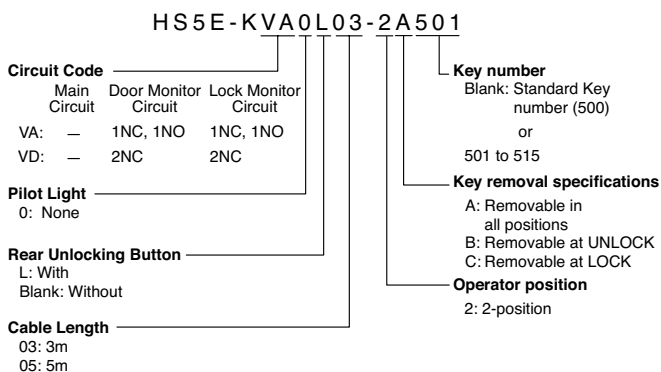 HS5E-KVA0L03-2A501
Circuit Code
Main Circuit Door Monitor Circuit Lock Monitor Circuit
VA: — 1NC, 1NO 1NC, 1NO
VD: — 2NC 2NC
Pilot Light
0: None
Rear Unlocking Button
L: With
Blank: Without
Cable Length
03: 3m
05: 5m
Key number
Blank: Standard Key
number (500)
or
501 to 515
Key removal specifications
A: Removable in
all positions
B: Removable at UNLOCK
C: Removable at LOCK
Operator position
2: 2-position